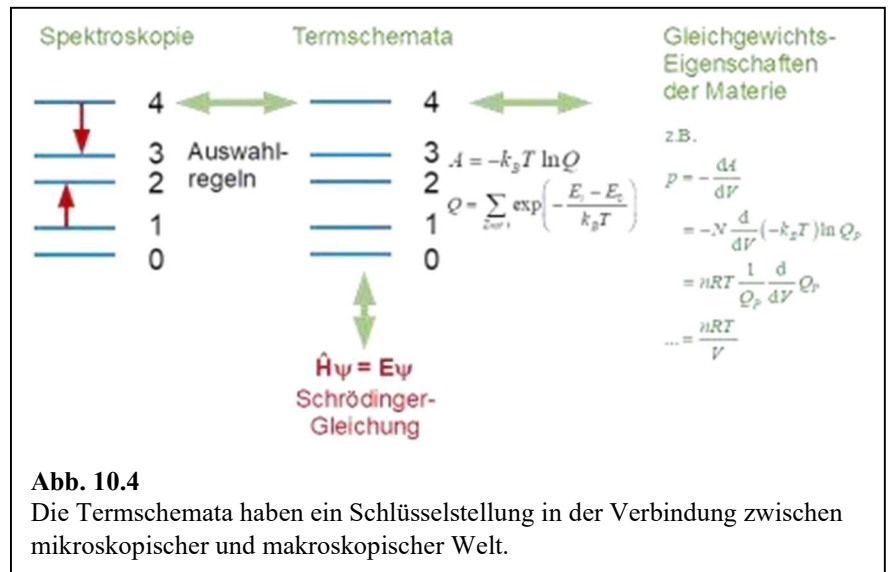 Spektroskopie
4
3
2
1
0
Auswahl-
regeln
Termschemata
4
3
2
1
0
A = −k_B T ln Q
Q = ∑ exp(−(E_i − E_0)/(k_B T))
Ĥψ = Eψ
Schrödinger-
Gleichung
Gleichgewichts-
Eigenschaften
der Materie
z.B.
p = −dA/dV
= −N d/dV (−k_B T) ln Q_P
= nRT 1/Q_P d/dV Q_P
... = nRT/V
Abb. 10.4
Die Termschemata haben ein Schlüsselstellung in der Verbindung zwischen
mikroskopischer und makroskopischer Welt.